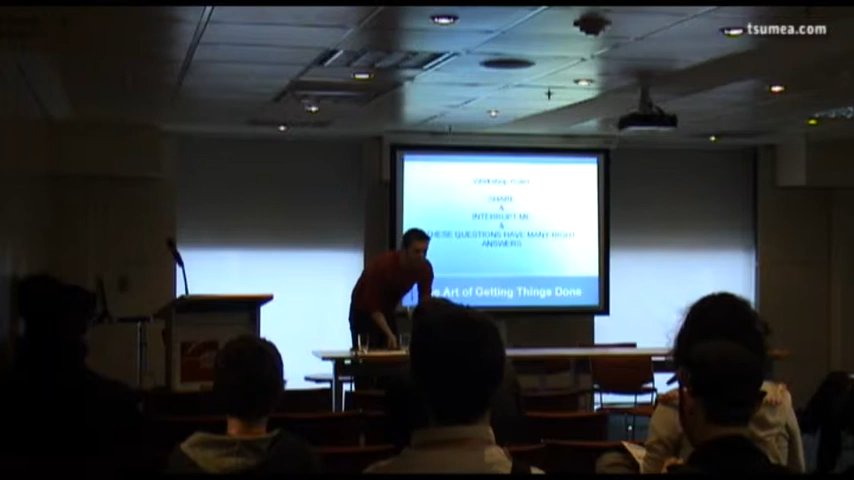 tsumea.com
Workshop Rules
SHARE
&
INTERRUPT ME
&
THESE QUESTIONS HAVE MANY RIGHT
ANSWERS
Art of Getting Things Done